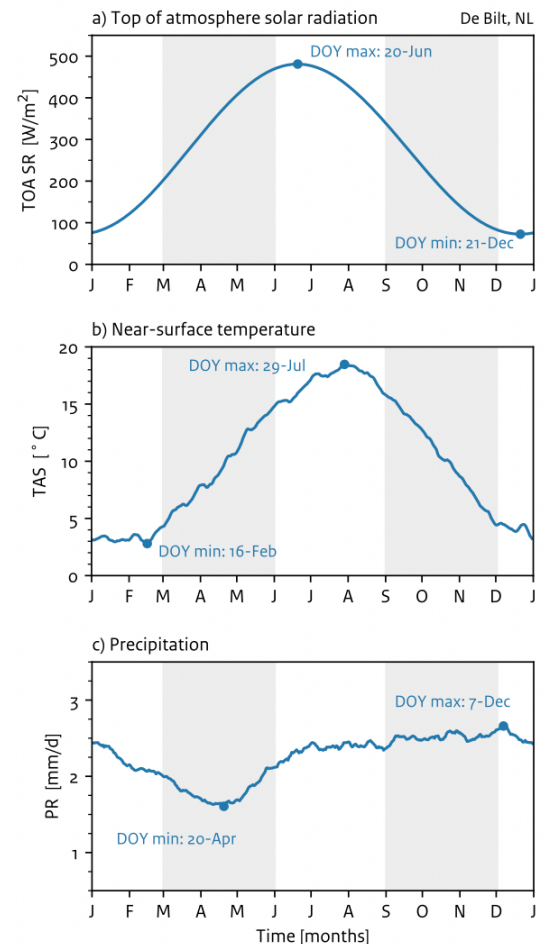 a) Top of atmosphere solar radiation De Bilt, NL
500
400
300
200
100
0
TOA SR [W/m²]
DOY max: 20-Jun
DOY min: 21-Dec
J F M A M J J A S O N D J
b) Near-surface temperature
20
15
10
5
0
TAS [°C]
DOY max: 29-Jul
DOY min: 16-Feb
J F M A M J J A S O N D J
c) Precipitation
3
2
1
PR [mm/d]
DOY max: 7-Dec
DOY min: 20-Apr
J F M A M J J A S O N D J
Time [months]